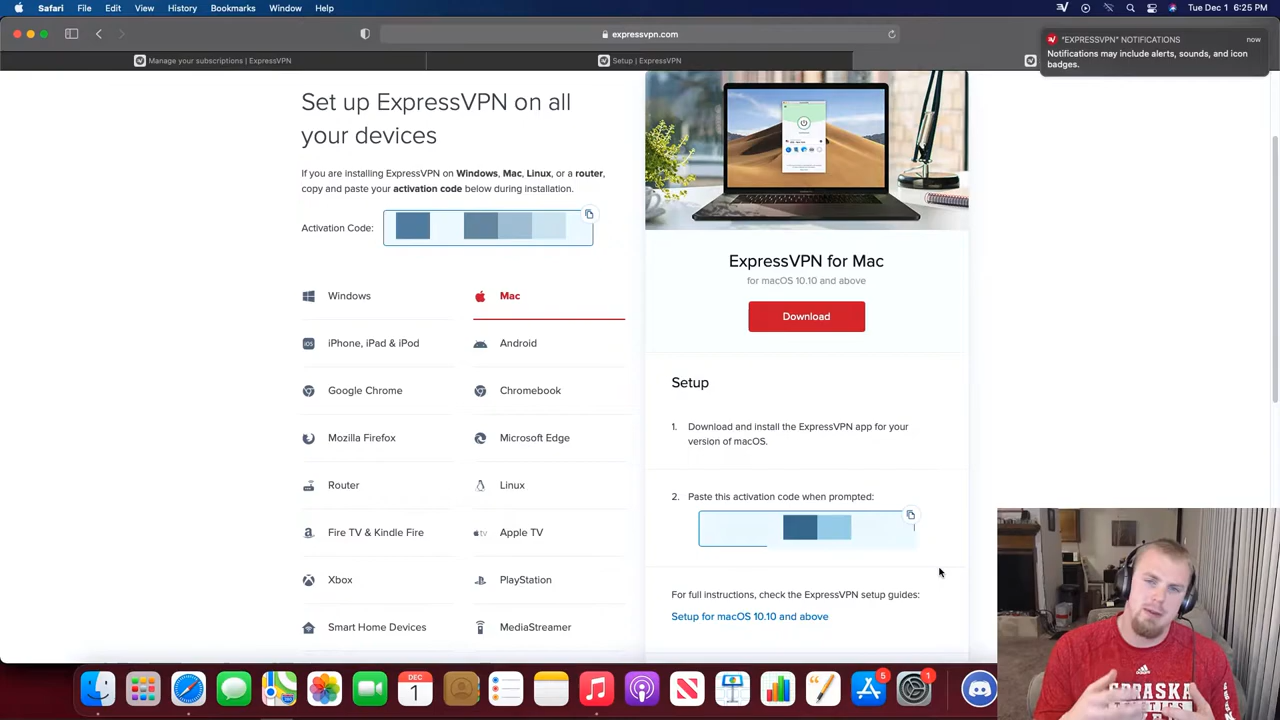 Safari File Edit View History Bookmarks Window Help
Tue Dec 1 6:25 PM
expressvpn.com
"EXPRESSVPN" NOTIFICATIONS now
Notifications may include alerts, sounds, and icon
badges.
Manage your subscriptions | ExpressVPN
Setup | ExpressVPN
Set up ExpressVPN on all
your devices
If you are installing ExpressVPN on Windows, Mac, Linux, or a router,
copy and paste your activation code below during installation.
Activation Code:
Windows
Mac
iPhone, iPad & iPod
Android
Google Chrome
Chromebook
Mozilla Firefox
Microsoft Edge
Router
Linux
Fire TV & Kindle Fire
Apple TV
Xbox
PlayStation
Smart Home Devices
MediaStreamer
ExpressVPN for Mac
for macOS 10.10 and above
Download
Setup
1. Download and install the ExpressVPN app for your
version of macOS.
2. Paste this activation code when prompted:
For full instructions, check the ExpressVPN setup guides:
Setup for macOS 10.10 and above
DEC
1
5
1
adidas
NEBRASKA